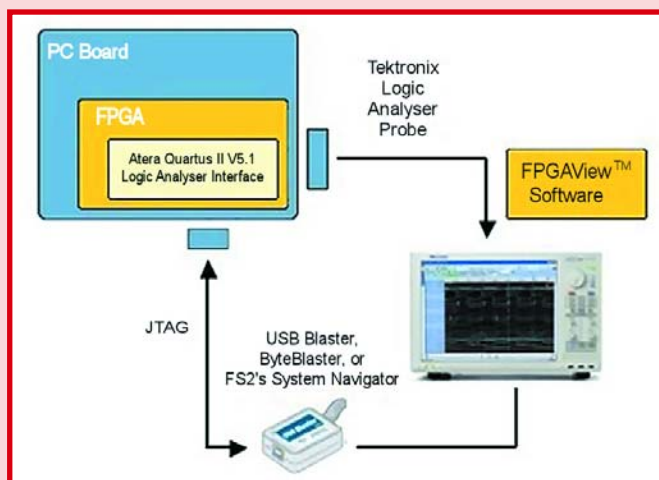 PC Board
FPGA
Atera Quartus II V5.1
Logic Analyser Interface
Tektronix
Logic
Analyser
Probe
FPGAView™
Software
JTAG
USB Blaster,
ByteBlaster, or
FS2's System Navigator